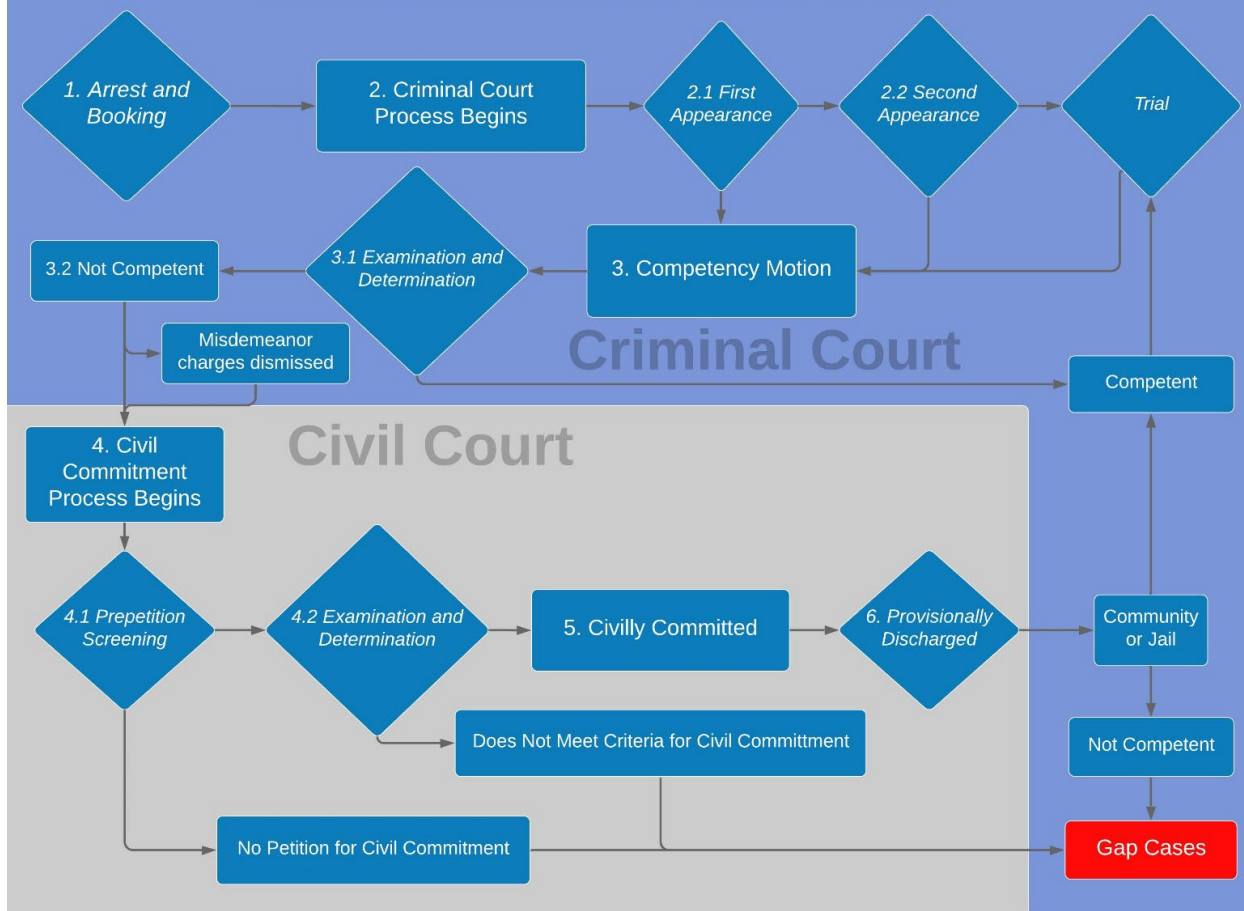 1. Arrest and
Booking
2. Criminal Court
Process Begins
2.1 First
Appearance
2.2 Second
Appearance
Trial
3.2 Not Competent
3.1 Examination and
Determination
3. Competency Motion
Misdemeanor
charges dismissed
Criminal Court
Competent
4. Civil
Commitment
Process Begins
Civil Court
4.1 Prepetition
Screening
4.2 Examination and
Determination
5. Civilly Committed
6. Provisionally
Discharged
Community
or Jail
Does Not Meet Criteria for Civil Committment
Not Competent
No Petition for Civil Commitment
Gap Cases